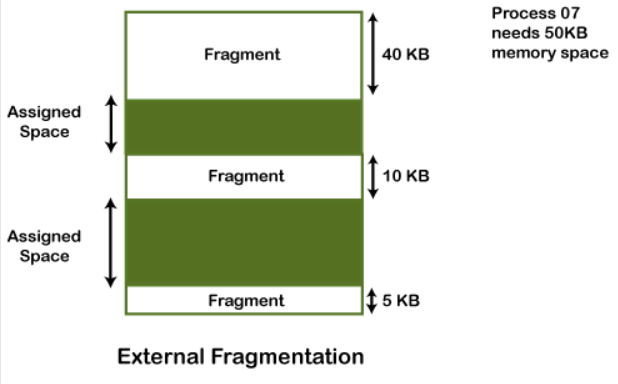 Process 07
needs 50KB
memory space
Fragment
40 KB
Assigned
Space
Fragment
10 KB
Assigned
Space
Fragment
5 KB
External Fragmentation